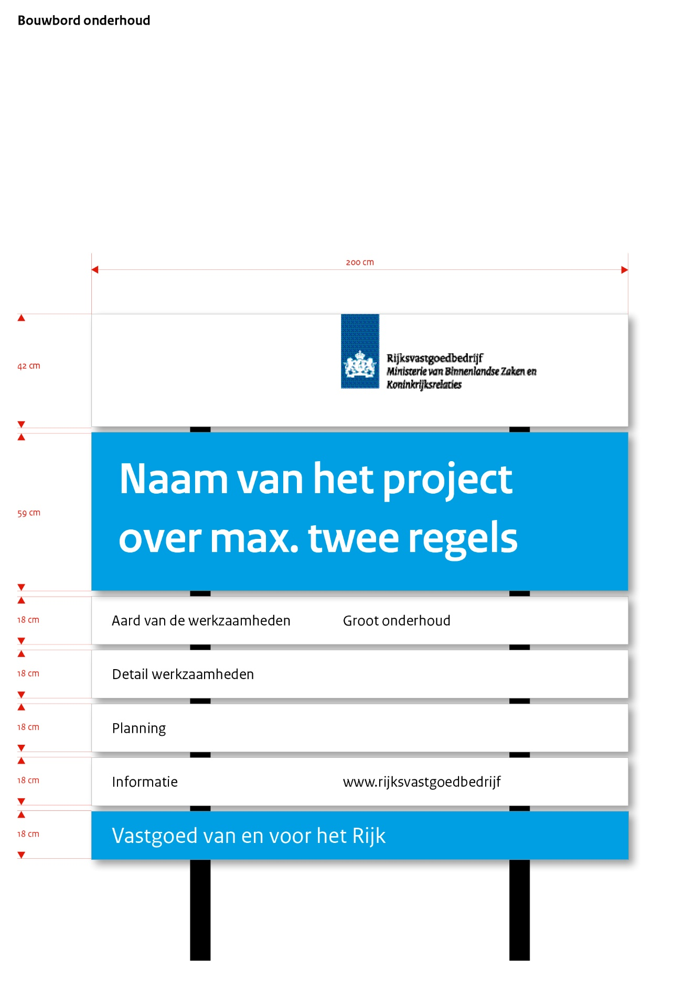 Bouwbord onderhoud
200 cm
42 cm
Rijksvastgoedbedrijf
Ministerie van Binnenlandse Zaken en
Koninkrijksrelaties
59 cm
Naam van het project
over max. twee regels
18 cm
Aard van de werkzaamheden Groot onderhoud
18 cm
Detail werkzaamheden
18 cm
Planning
18 cm
Informatie www.rijksvastgoedbedrijf
18 cm
Vastgoed van en voor het Rijk